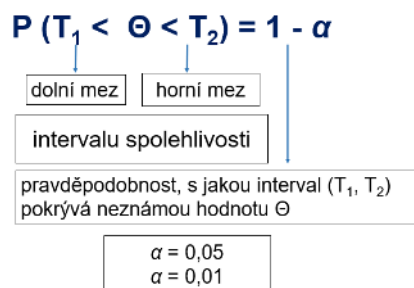 P (T₁ < Θ < T₂) = 1 - α
dolní mez
horní mez
intervalu spolehlivosti
pravděpodobnost, s jakou interval (T₁, T₂)
pokrývá neznámou hodnotu Θ
α = 0,05
α = 0,01